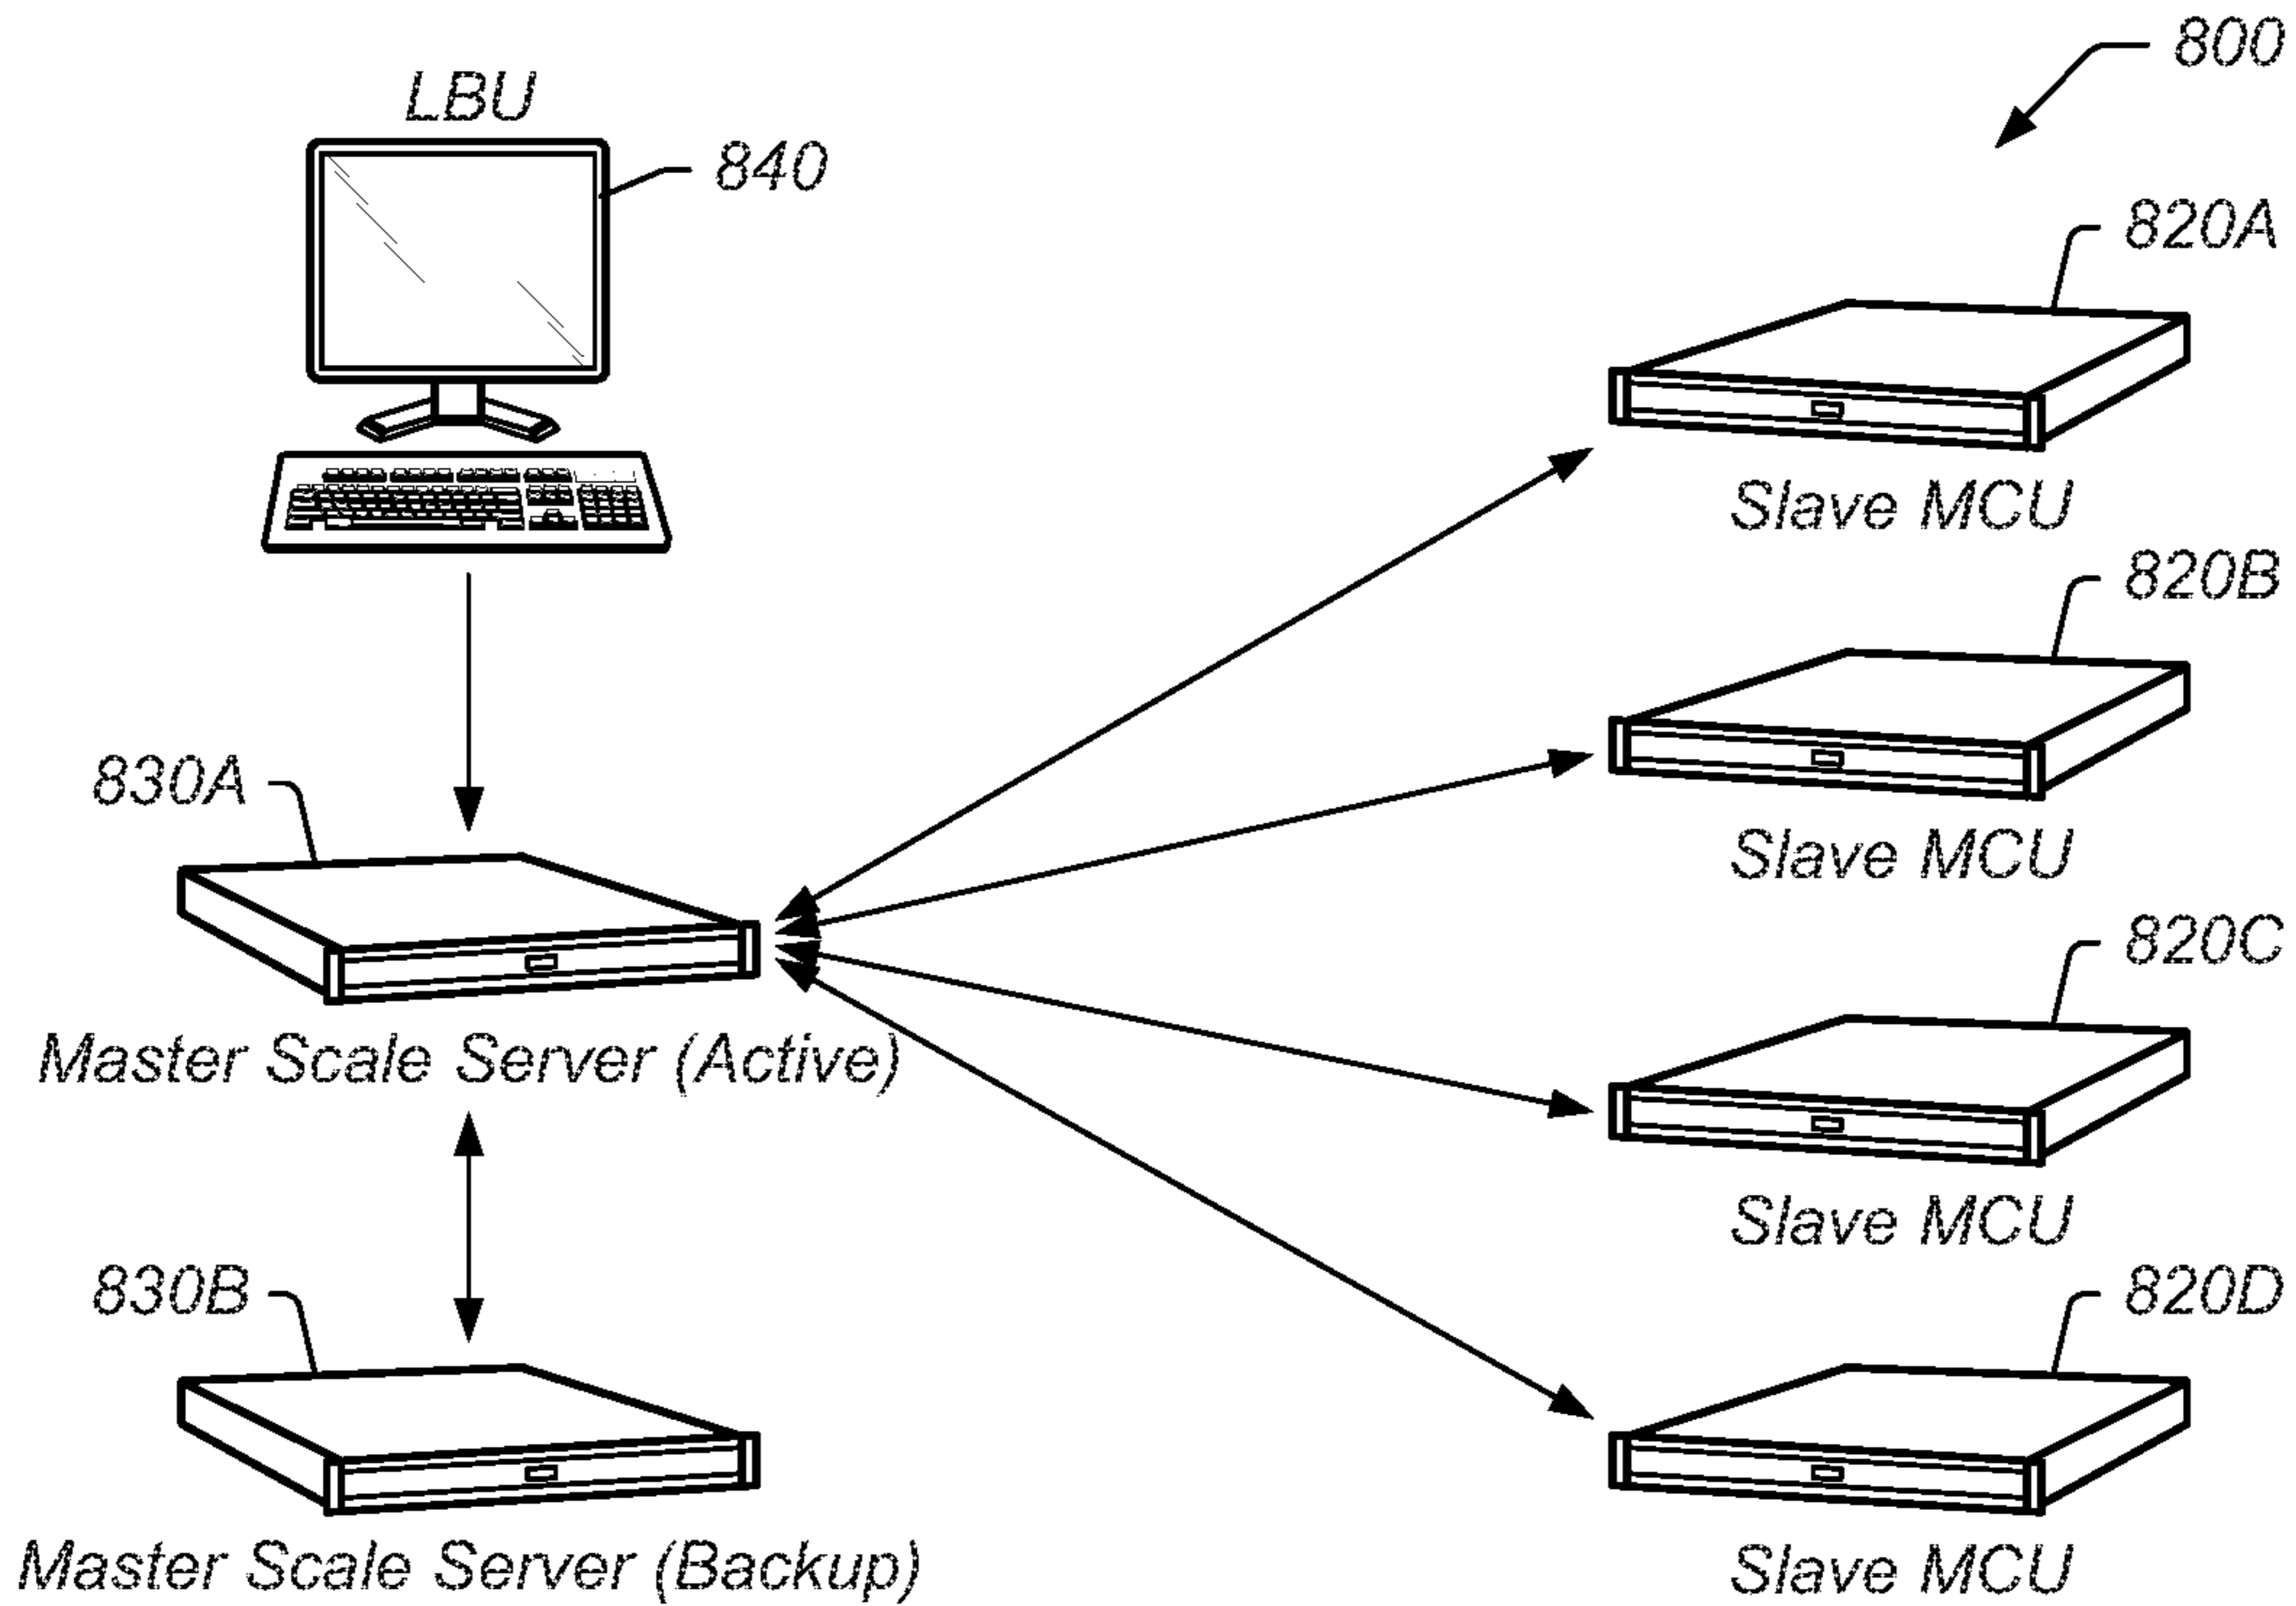 800
LBU
840
820A
Slave MCU
820B
Slave MCU
830A
820C
Master Scale Server (Active)
Slave MCU
830B
820D
Master Scale Server (Backup)
Slave MCU